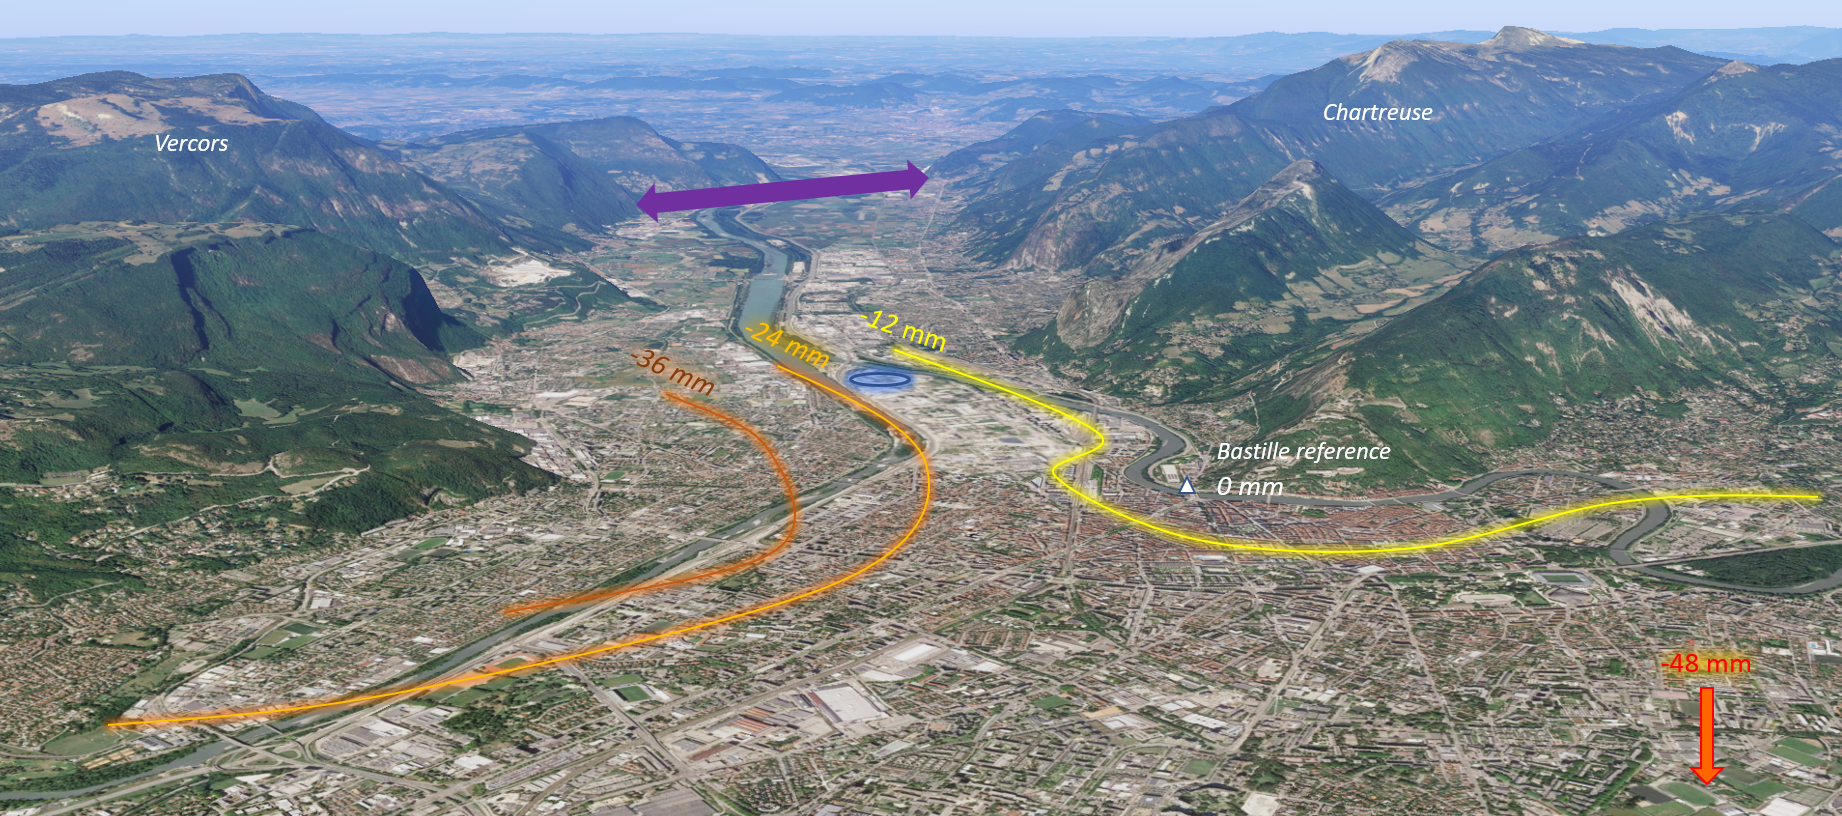 Vercors
Chartreuse
-12 mm
-24 mm
-36 mm
Bastille reference
0 mm
-48 mm